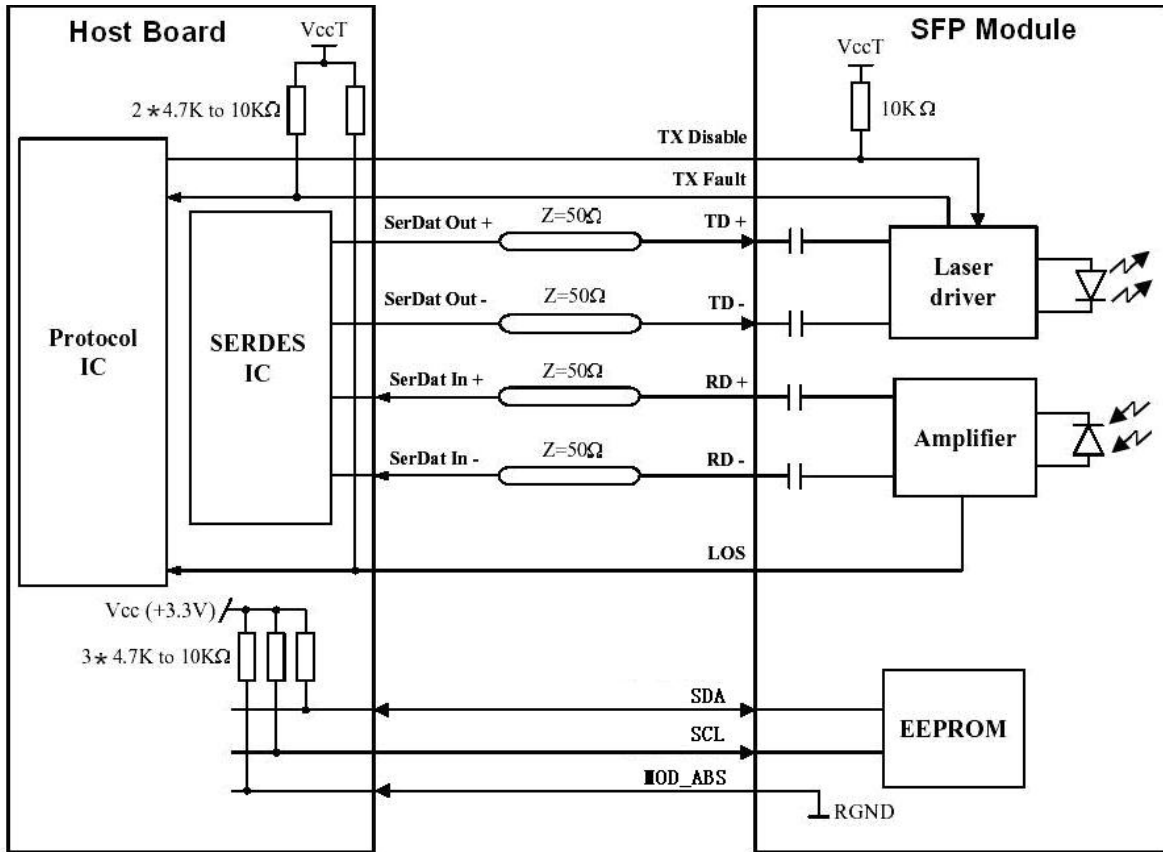 Host Board
SFP Module
VccT
VccT
2*4.7K to 10KΩ
10KΩ
TX Disable
TX Fault
SerDat Out +
Z=50Ω
TD +
Laser
driver
SerDat Out -
Z=50Ω
TD -
Protocol
IC
SERDES
IC
SerDat In +
Z=50Ω
RD +
Amplifier
SerDat In -
Z=50Ω
RD -
LOS
Vcc (+3.3V)
3*4.7K to 10KΩ
SDA
SCL
EEPROM
MOD_ABS
RGND